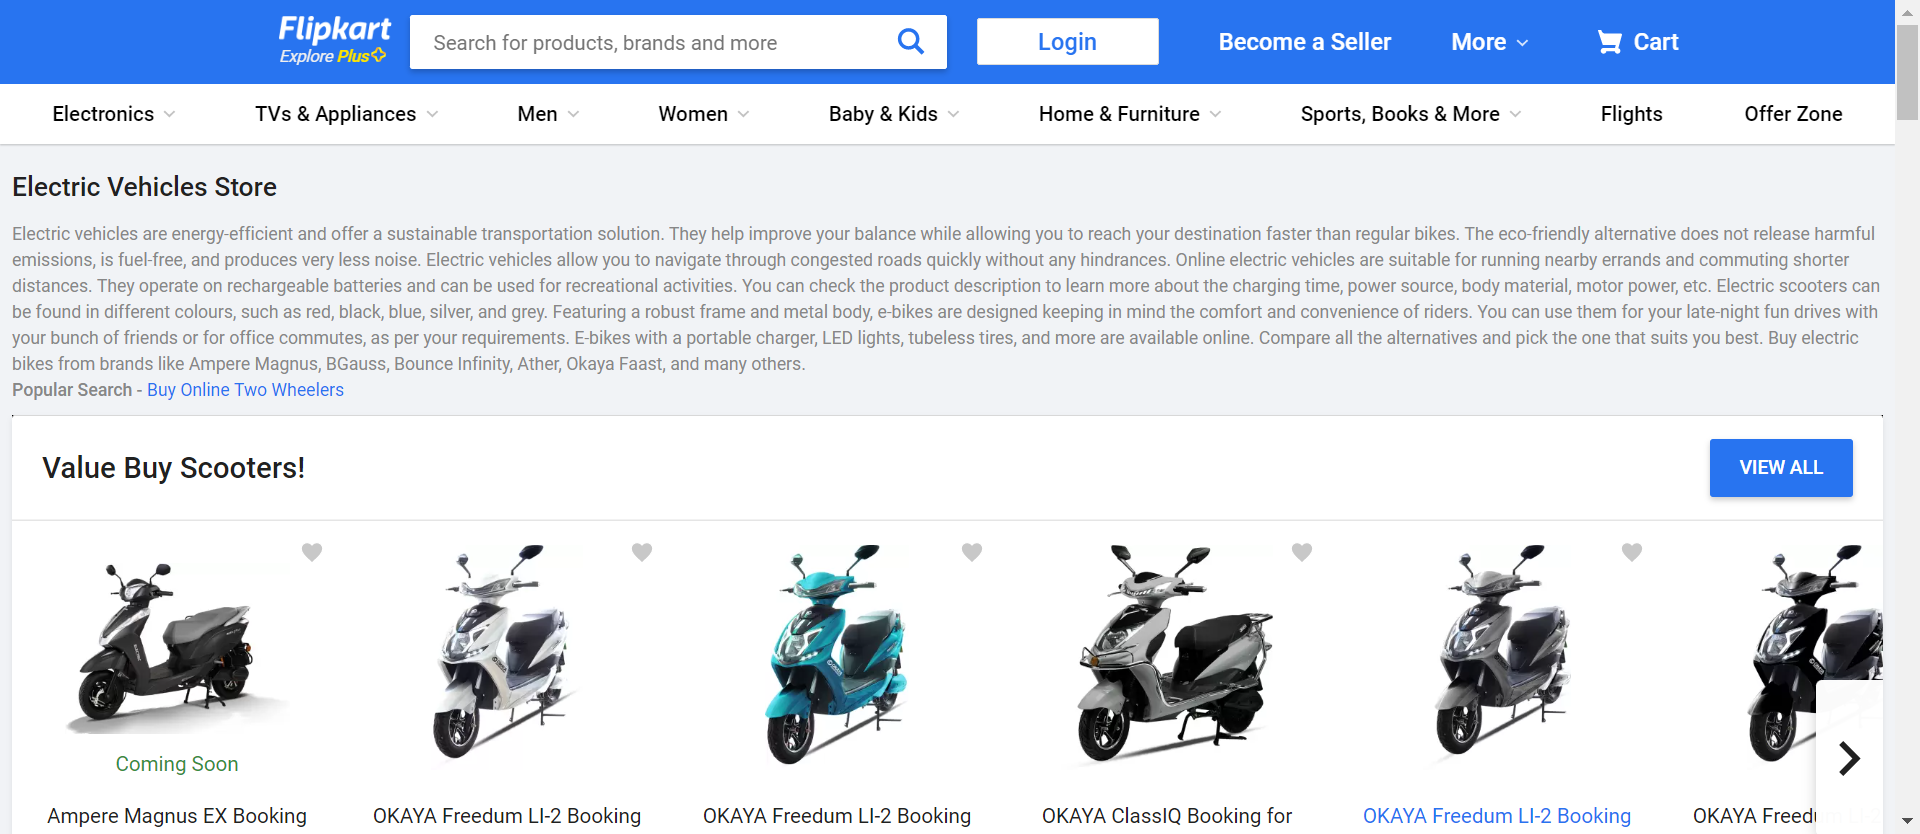 Flipkart
Explore Plus
Search for products, brands and more
Login
Become a Seller
More
Cart
Electronics
TVs & Appliances
Men
Women
Baby & Kids
Home & Furniture
Sports, Books & More
Flights
Offer Zone
Electric Vehicles Store
Electric vehicles are energy-efficient and offer a sustainable transportation solution. They help improve your balance while allowing you to reach your destination faster than regular bikes. The eco-friendly alternative does not release harmful
emissions, is fuel-free, and produces very less noise. Electric vehicles allow you to navigate through congested roads quickly without any hindrances. Online electric vehicles are suitable for running nearby errands and commuting shorter
distances. They operate on rechargeable batteries and can be used for recreational activities. You can check the product description to learn more about the charging time, power source, body material, motor power, etc. Electric scooters can
be found in different colours, such as red, black, blue, silver, and grey. Featuring a robust frame and metal body, e-bikes are designed keeping in mind the comfort and convenience of riders. You can use them for your late-night fun drives with
your bunch of friends or for office commutes, as per your requirements. E-bikes with a portable charger, LED lights, tubeless tires, and more are available online. Compare all the alternatives and pick the one that suits you best. Buy electric
bikes from brands like Ampere Magnus, BGauss, Bounce Infinity, Ather, Okaya Faast, and many others.
Popular Search - Buy Online Two Wheelers
Value Buy Scooters!
VIEW ALL
Coming Soon
Ampere Magnus EX Booking
OKAYA Freedum LI-2 Booking
OKAYA Freedum LI-2 Booking
OKAYA ClassIQ Booking for
OKAYA Freedum LI-2 Booking
OKAYA Freedum LI-2